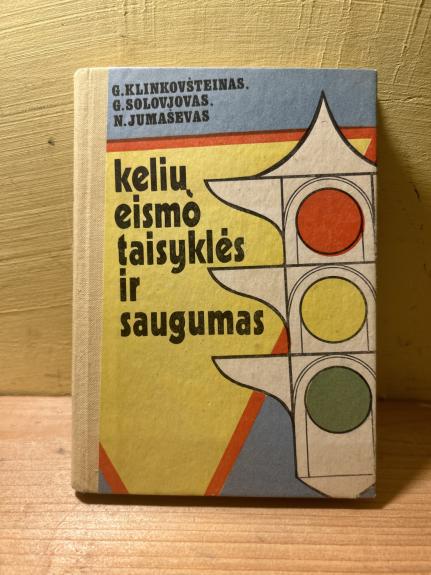 G.KLINKOVŠTEINAS.
G.SOLOVJOVAS.
N.JUMAŠEVAS
kelių
eismo
taisyklės
ir
saugumas